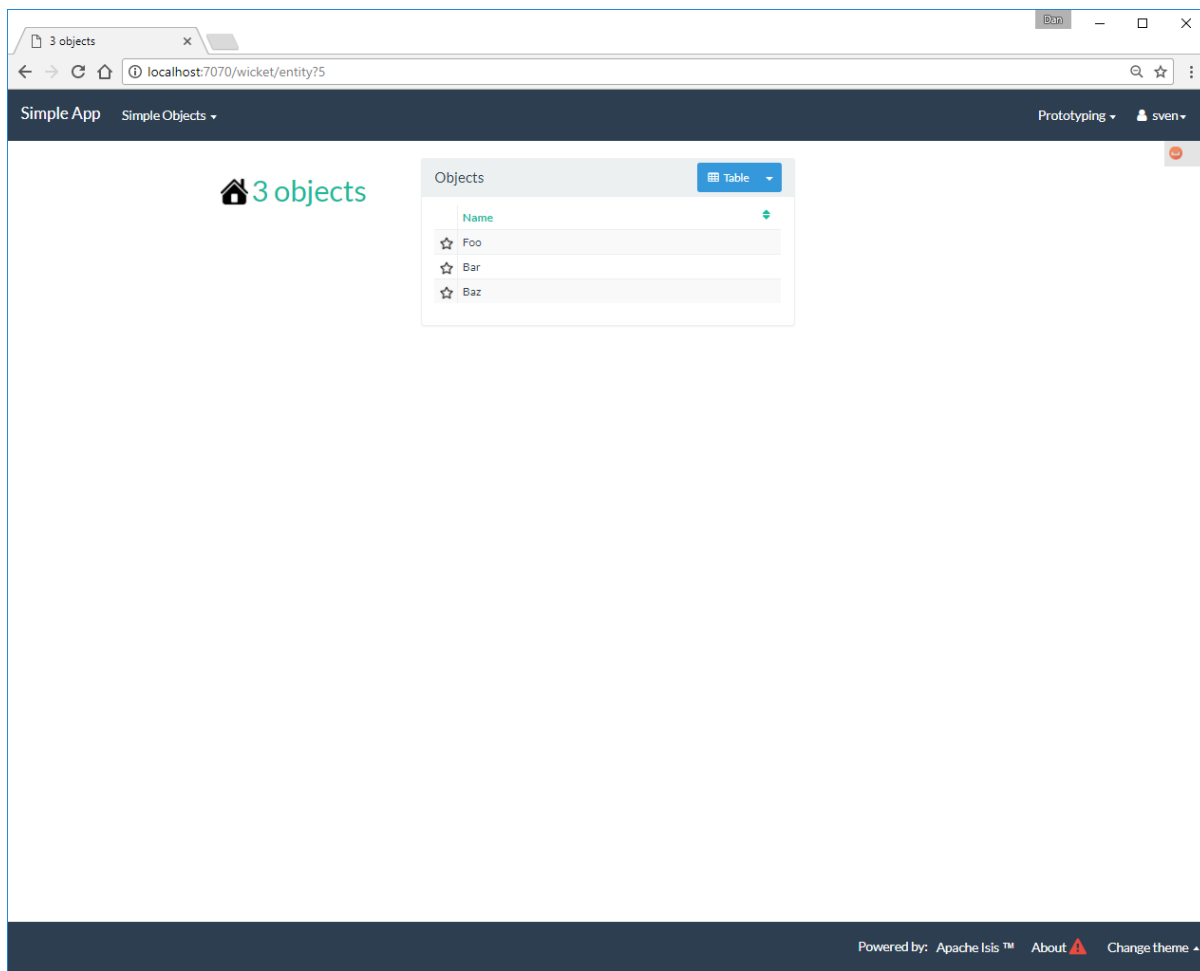 Dan
3 objects
localhost:7070/wicket/entity?5
Simple App Simple Objects Prototyping sven
3 objects
Objects Table
Name
Foo
Bar
Baz
Powered by: Apache Isis ™ About Change theme